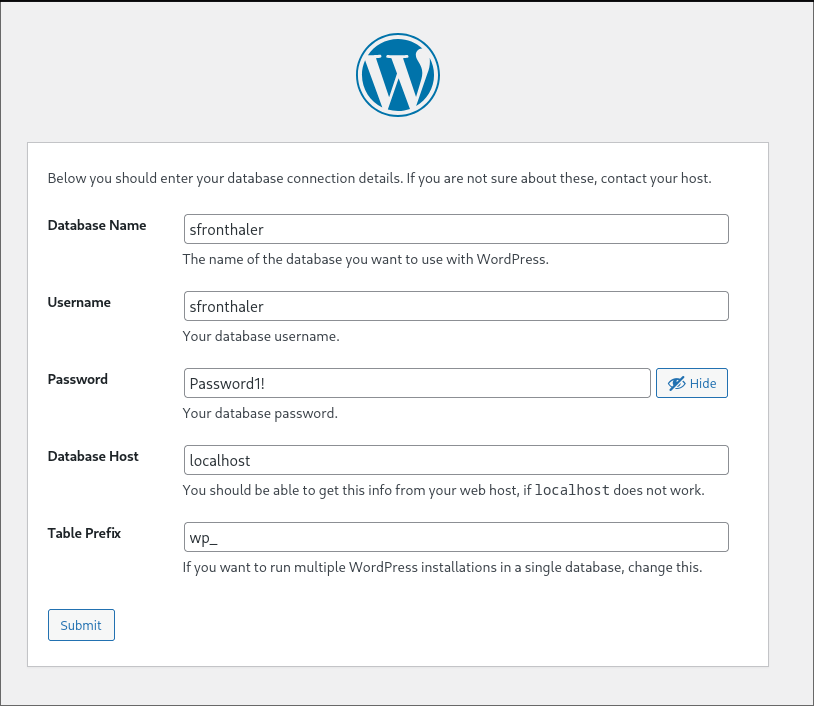 Below you should enter your database connection details. If you are not sure about these, contact your host.
Database Name
sfronthaler
The name of the database you want to use with WordPress.
Username
sfronthaler
Your database username.
Password
Password1!
Hide
Your database password.
Database Host
localhost
You should be able to get this info from your web host, if localhost does not work.
Table Prefix
wp_
If you want to run multiple WordPress installations in a single database, change this.
Submit